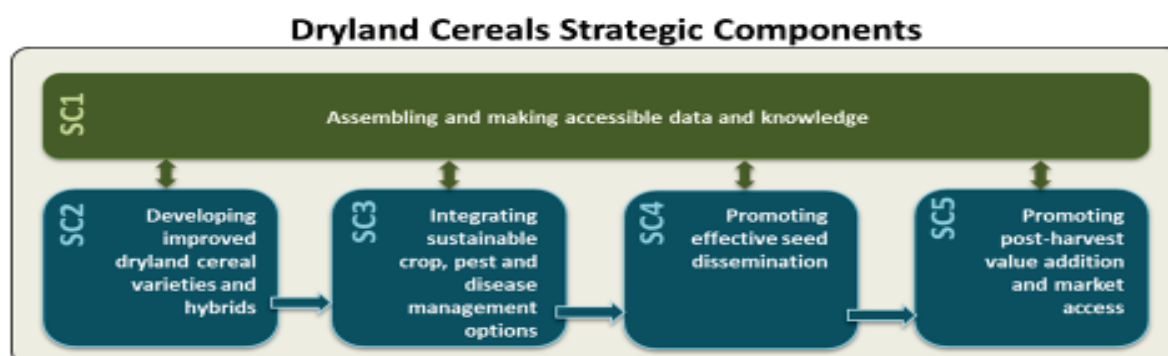 Dryland Cereals Strategic Components
SC1
Assembling and making accessible data and knowledge
SC2
Developing
improved
dryland cereal
varieties and
hybrids
SC3
Integrating
sustainable
crop, pest and
disease
management
options
SC4
Promoting
effective seed
dissemination
SC5
Promoting
post-harvest
value addition
and market
access